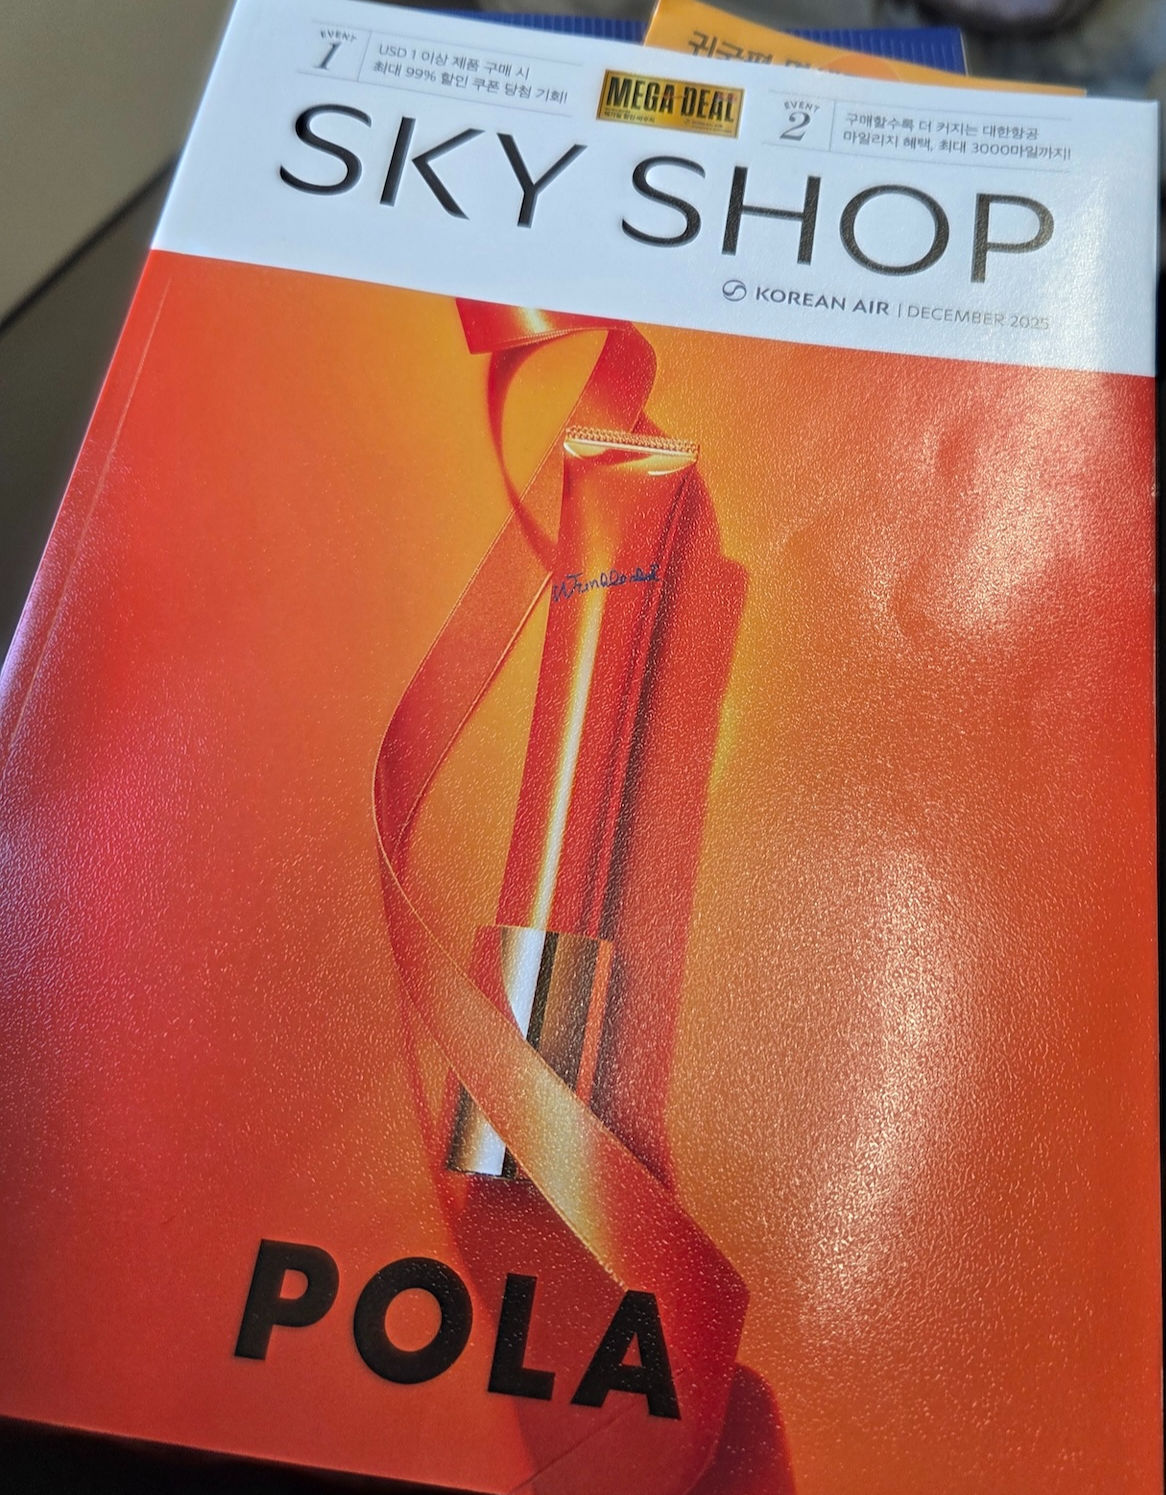 귀국편
EVENT
1
USD 1 이상 제품 구매 시
최대 99% 할인 쿠폰 당첨 기회!
MEGA DEAL
EVENT
2
구매할수록 더 커지는 대한항공
마일리지 혜택, 최대 3000마일까지!
SKY SHOP
KOREAN AIR | DECEMBER 2025
POLA